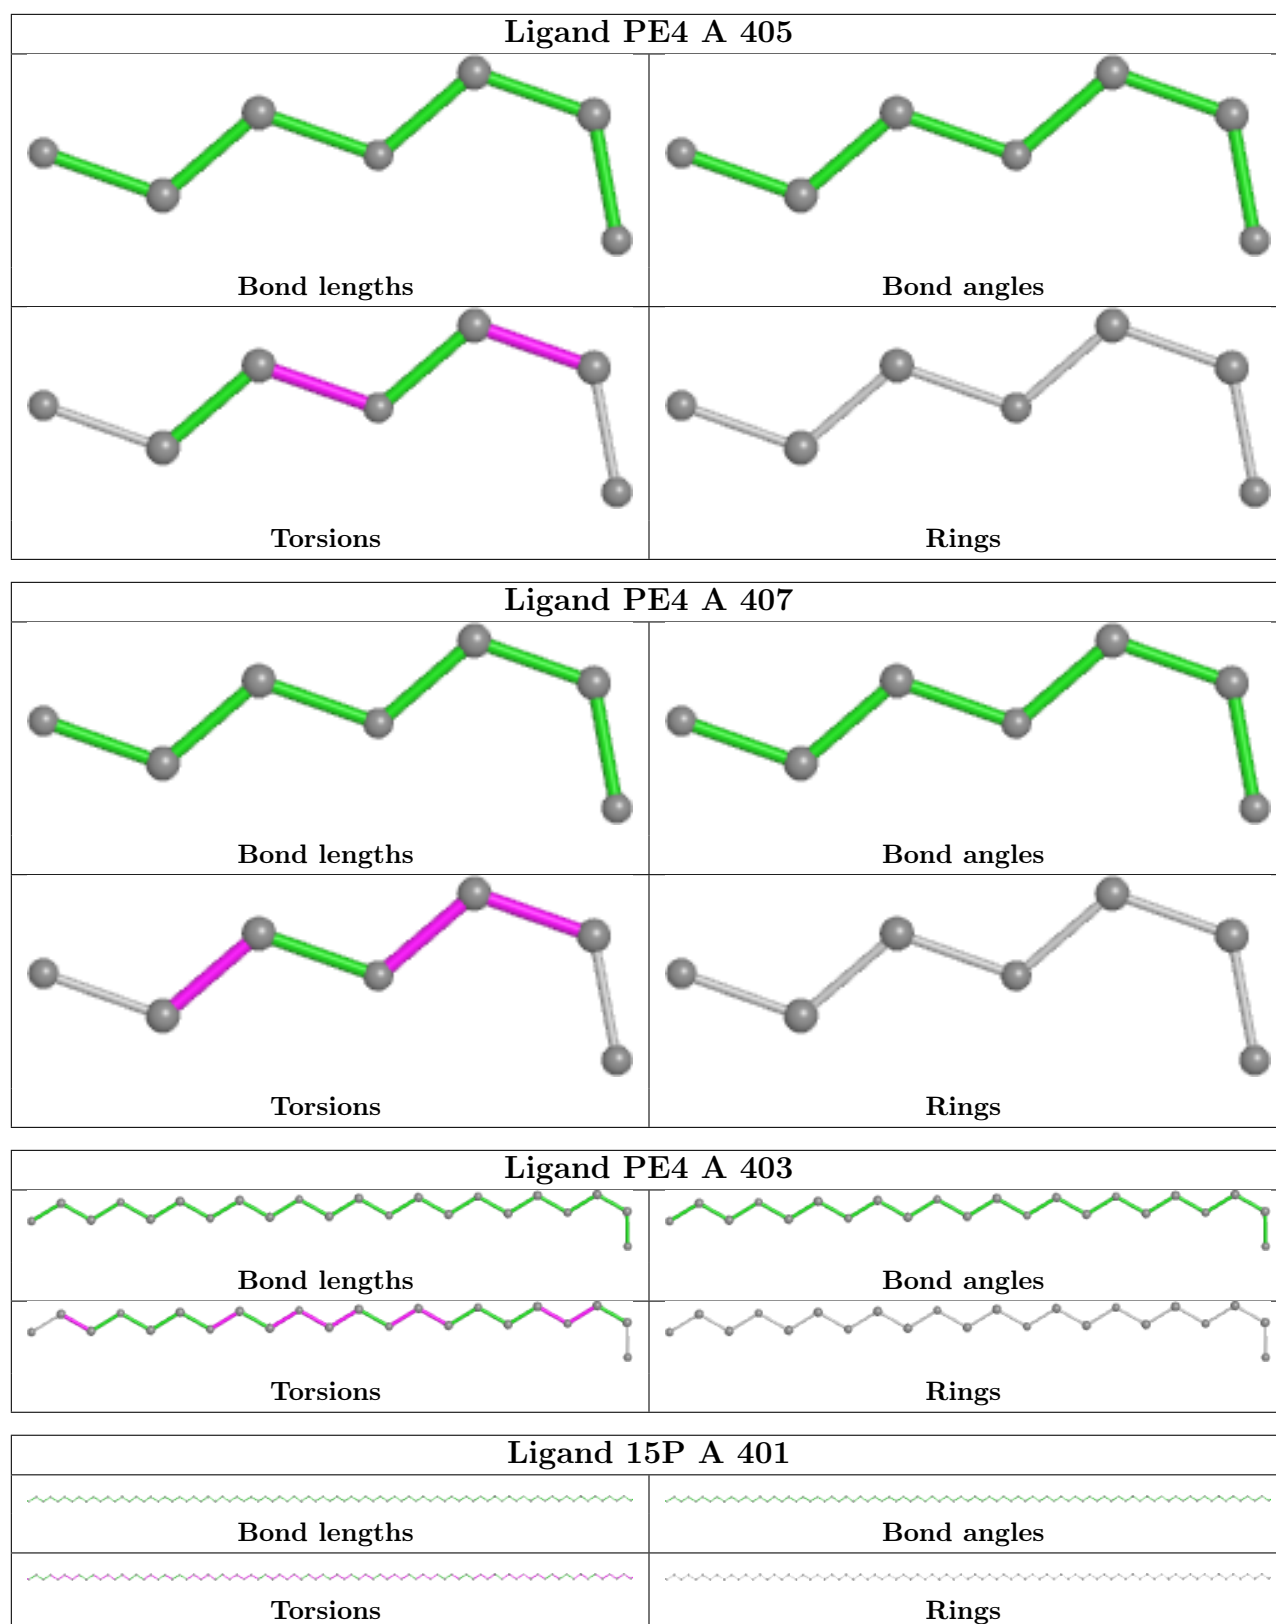 Ligand PE4 A 405
Bond lengths
Bond angles
Torsions
Rings
Ligand PE4 A 407
Bond lengths
Bond angles
Torsions
Rings
Ligand PE4 A 403
Bond lengths
Bond angles
Torsions
Rings
Ligand 15P A 401
Bond lengths
Bond angles
Torsions
Rings